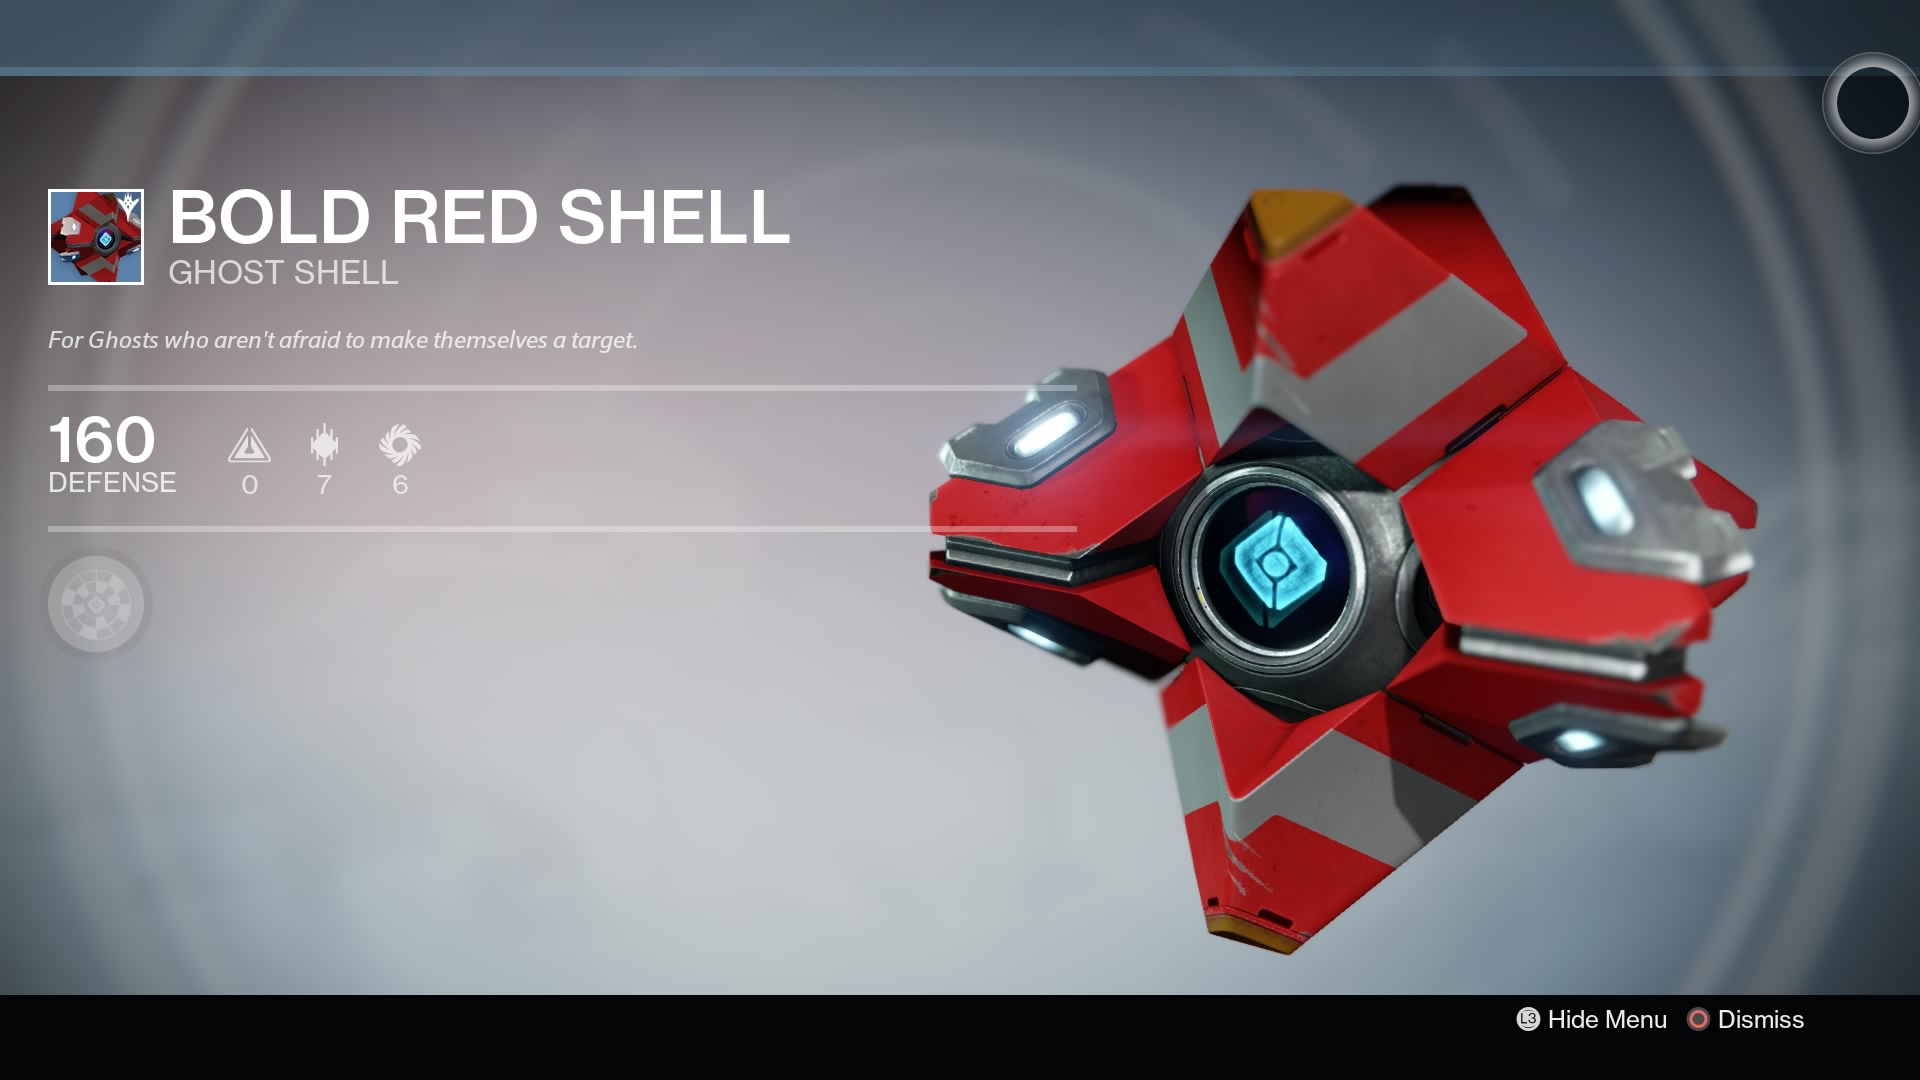 BOLD RED SHELL
GHOST SHELL
For Ghosts who aren't afraid to make themselves a target.
160
DEFENSE
0 7 6
L3 Hide Menu Dismiss